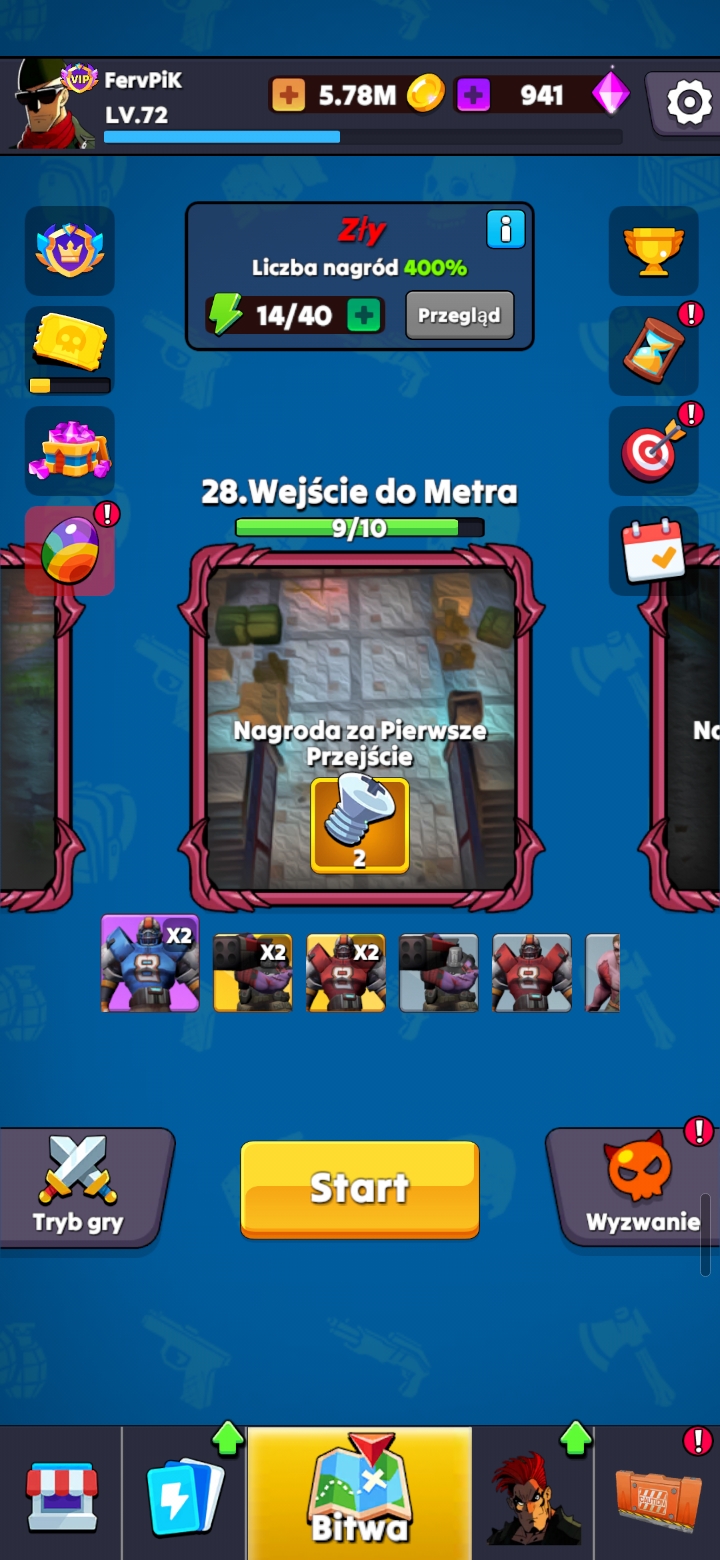 VIP
FervPiK
LV.72
5.78M
941
Zły
Liczba nagród 400%
14/40
Przegląd
28.Wejście do Metra
9/10
Nagroda za Pierwsze
Przejście
2
X2
X2
X2
Start
Tryb gry
Wyzwanie
Bitwa